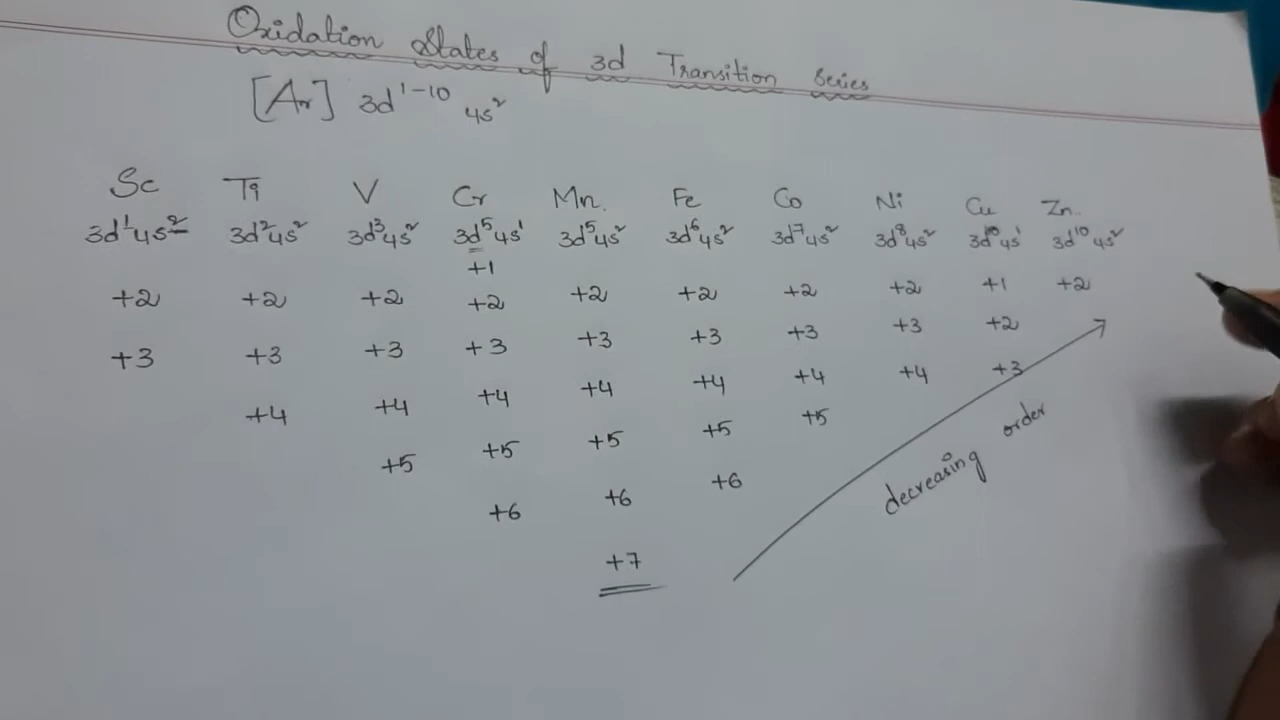 Oxidation States of 3d Transition Series
[Ar] 3d¹⁻¹⁰ 4s²
Sc Ti V Cr Mn Fe Co Ni Cu Zn
3d¹4s² 3d²4s² 3d³4s² 3d⁵4s¹ 3d⁵4s² 3d⁶4s² 3d⁷4s² 3d⁸4s² 3d¹⁰4s¹ 3d¹⁰4s²
+1
+2 +2 +2 +2 +2 +2 +2 +2 +1 +2
+3 +3 +3 +3 +3 +3 +3 +3 +2
+4 +4 +4 +4 +4 +4 +4 +3
+5 +5 +5 +5 +5
+6 +6 +6
+7
decreasing order